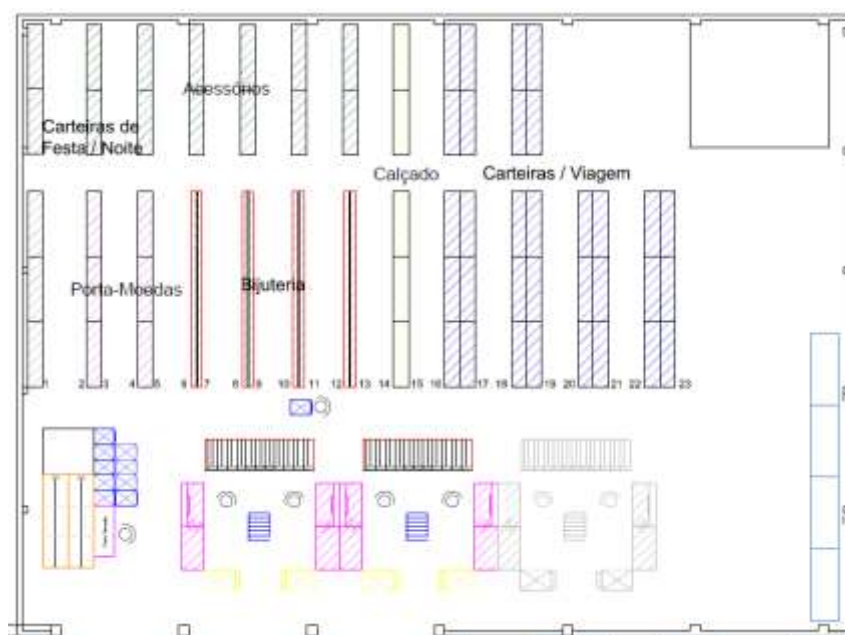 Acessórios
Carteiras de
Festa / Noite
Calçado
Carteiras / Viagem
Porta-Moedas
Bijuteria
1 2 3 4 5 6 7 8 9 10 11 12 13 14 15 16 17 18 19 20 21 22 23